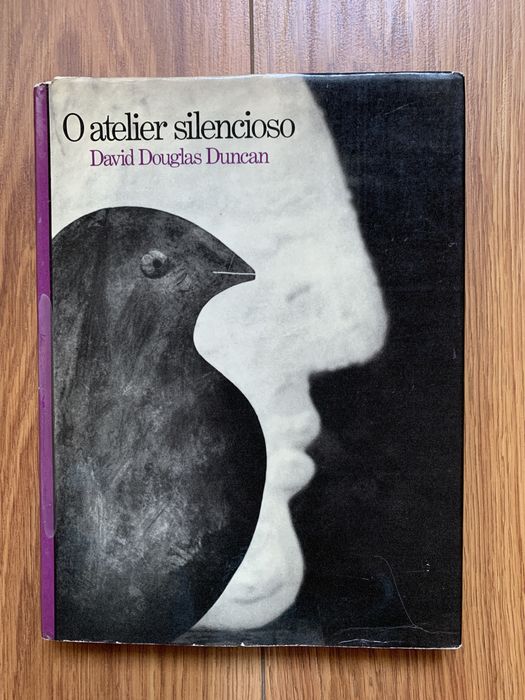 O atelier silencioso
David Douglas Duncan